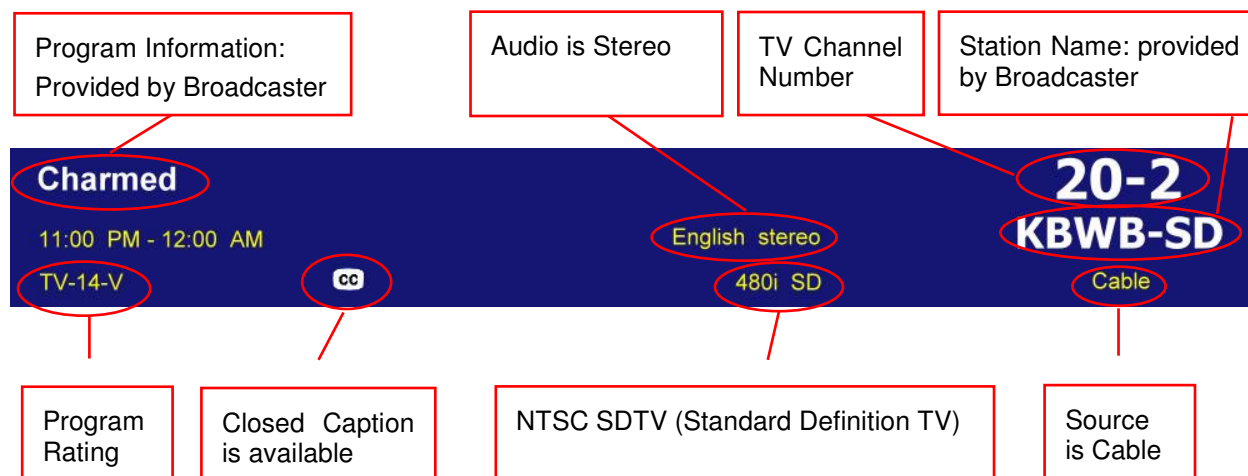 Program Information:
Provided by Broadcaster
Audio is Stereo
TV Channel
Number
Station Name: provided
by Broadcaster
Charmed
20-2
11:00 PM - 12:00 AM
English stereo
KBWB-SD
TV-14-V
cc
480i SD
Cable
Program
Rating
Closed Caption
is available
NTSC SDTV (Standard Definition TV)
Source
is Cable